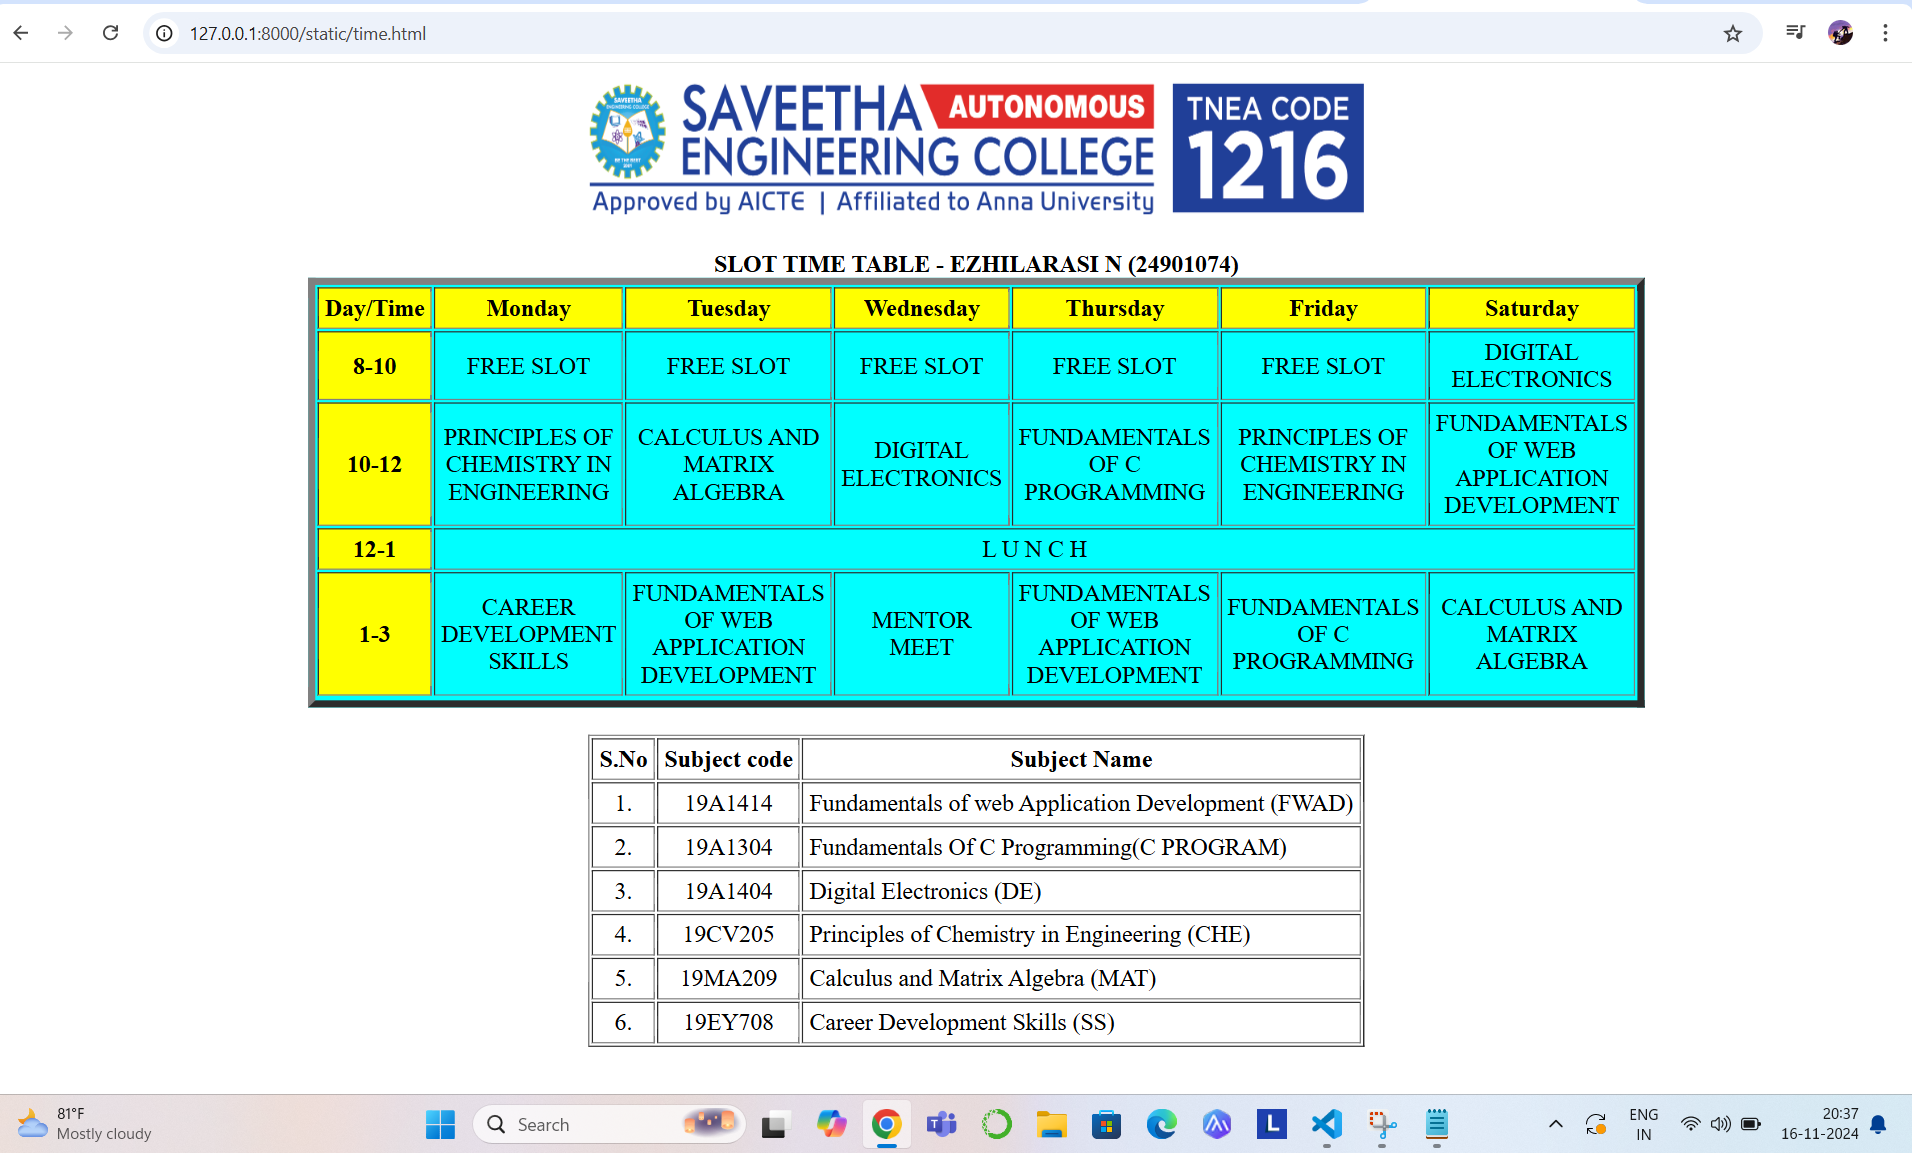 127.0.0.1:8000/static/time.html
SAVEETHA AUTONOMOUS
ENGINEERING COLLEGE
Approved by AICTE | Affiliated to Anna University
TNEA CODE
1216
SAVEETHA
ENGINEERING COLLEGE
BE THE BEST
SLOT TIME TABLE - EZHILARASI N (24901074)
Day/Time Monday Tuesday Wednesday Thursday Friday Saturday
8-10 FREE SLOT FREE SLOT FREE SLOT FREE SLOT FREE SLOT DIGITAL ELECTRONICS
10-12 PRINCIPLES OF CHEMISTRY IN ENGINEERING CALCULUS AND MATRIX ALGEBRA DIGITAL ELECTRONICS FUNDAMENTALS OF C PROGRAMMING PRINCIPLES OF CHEMISTRY IN ENGINEERING FUNDAMENTALS OF WEB APPLICATION DEVELOPMENT
12-1 L U N C H
1-3 CAREER DEVELOPMENT SKILLS FUNDAMENTALS OF WEB APPLICATION DEVELOPMENT MENTOR MEET FUNDAMENTALS OF WEB APPLICATION DEVELOPMENT FUNDAMENTALS OF C PROGRAMMING CALCULUS AND MATRIX ALGEBRA
S.No Subject code Subject Name
1. 19A1414 Fundamentals of web Application Development (FWAD)
2. 19A1304 Fundamentals Of C Programming(C PROGRAM)
3. 19A1404 Digital Electronics (DE)
4. 19CV205 Principles of Chemistry in Engineering (CHE)
5. 19MA209 Calculus and Matrix Algebra (MAT)
6. 19EY708 Career Development Skills (SS)
81°F
Mostly cloudy
Search
L
ENG
IN
20:37
16-11-2024